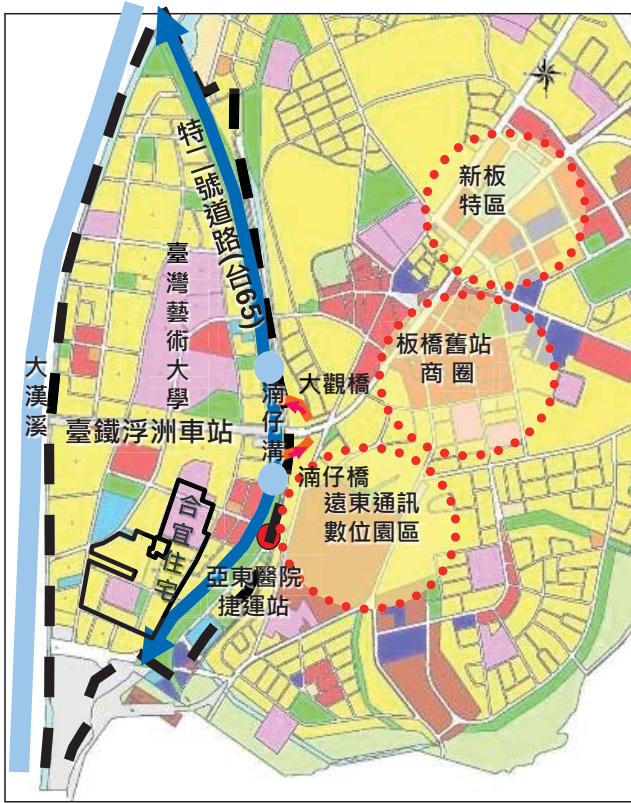 特二號道路(台65)
新板
特區
臺灣藝術大學
板橋舊站
商圈
大漢溪
大觀橋
湳仔溝
臺鐵浮洲車站
湳仔橋
遠東通訊
數位園區
合宜住宅
亞東醫院
捷運站